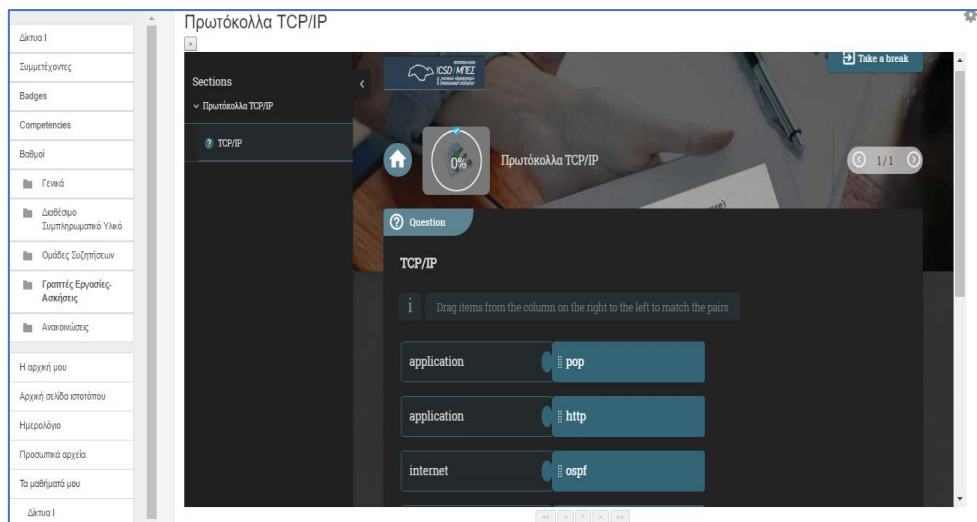 Δίκτυα Ι
Συμμετέχοντες
Badges
Competencies
Βαθμοί
Γενικά
Διαθέσιμο
Συμπληρωματικό Υλικό
Ομάδες Συζητήσεων
Γραπτές Εργασίες-
Ασκήσεις
Ανακοινώσεις
Η αρχική μου
Αρχική σελίδα ιστοτόπου
Ημερολόγιο
Προσωπικά αρχεία
Τα μαθήματά μου
Δίκτυα Ι
Πρωτόκολλα TCP/IP
>
Sections
Πρωτόκολλα TCP/IP
TCP/IP
ICSD/ΜΠΕΣ
Take a break
0%
Πρωτόκολλα TCP/IP
1/1
Question
TCP/IP
Drag items from the column on the right to the left to match the pairs
application
pop
application
http
internet
ospf
<< < * > >>